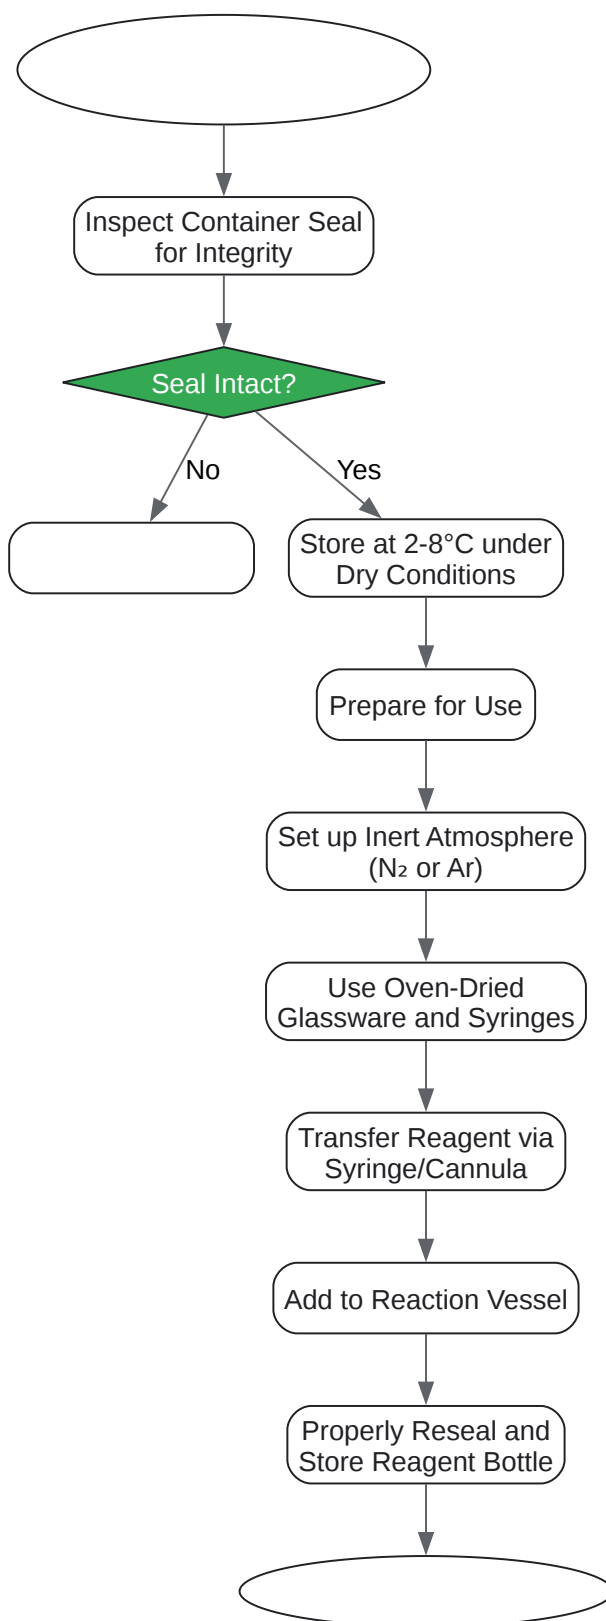 Inspect Container Seal
for Integrity
Seal Intact?
No
Yes
Store at 2-8°C under
Dry Conditions
Prepare for Use
Set up Inert Atmosphere
(N₂ or Ar)
Use Oven-Dried
Glassware and Syringes
Transfer Reagent via
Syringe/Cannula
Add to Reaction Vessel
Properly Reseal and
Store Reagent Bottle